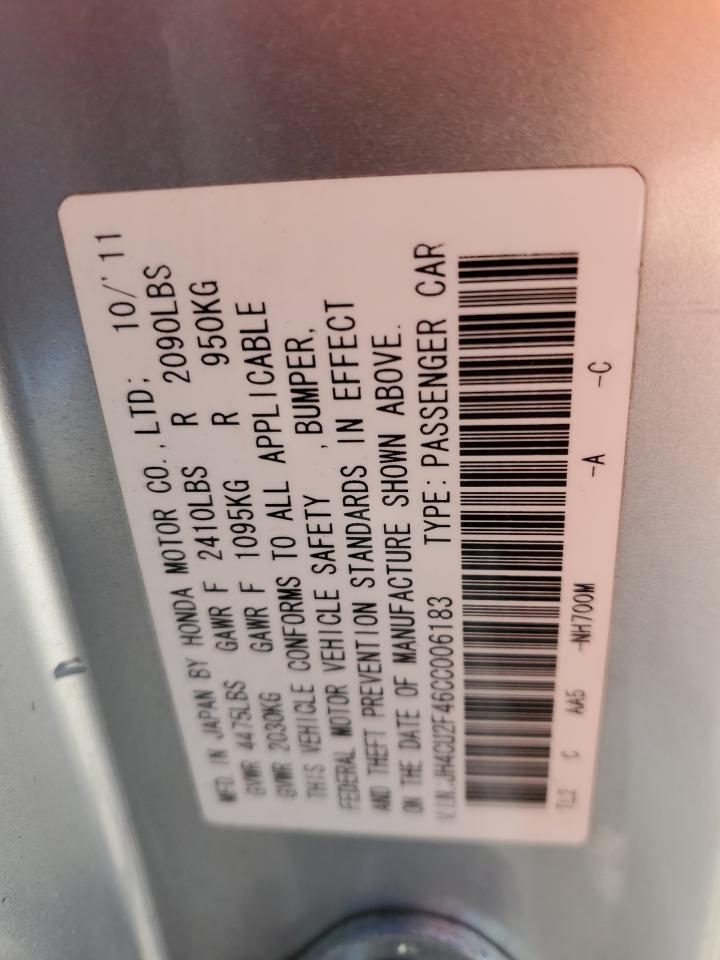 MFD IN JAPAN BY HONDA MOTOR CO.,LTD; 10/'11
GVWR 4475LBS GAWR F 2410LBS R 2090LBS
GVWR 2030KG GAWR F 1095KG R 950KG
THIS VEHICLE CONFORMS TO ALL APPLICABLE
FEDERAL MOTOR VEHICLE SAFETY ,BUMPER,
AND THEFT PREVENTION STANDARDS IN EFFECT
ON THE DATE OF MANUFACTURE SHOWN ABOVE.
V.I.N.JH4CU2F46CC006183 TYPE:PASSENGER CAR
TL2 C AA5 -NH700M -A -C